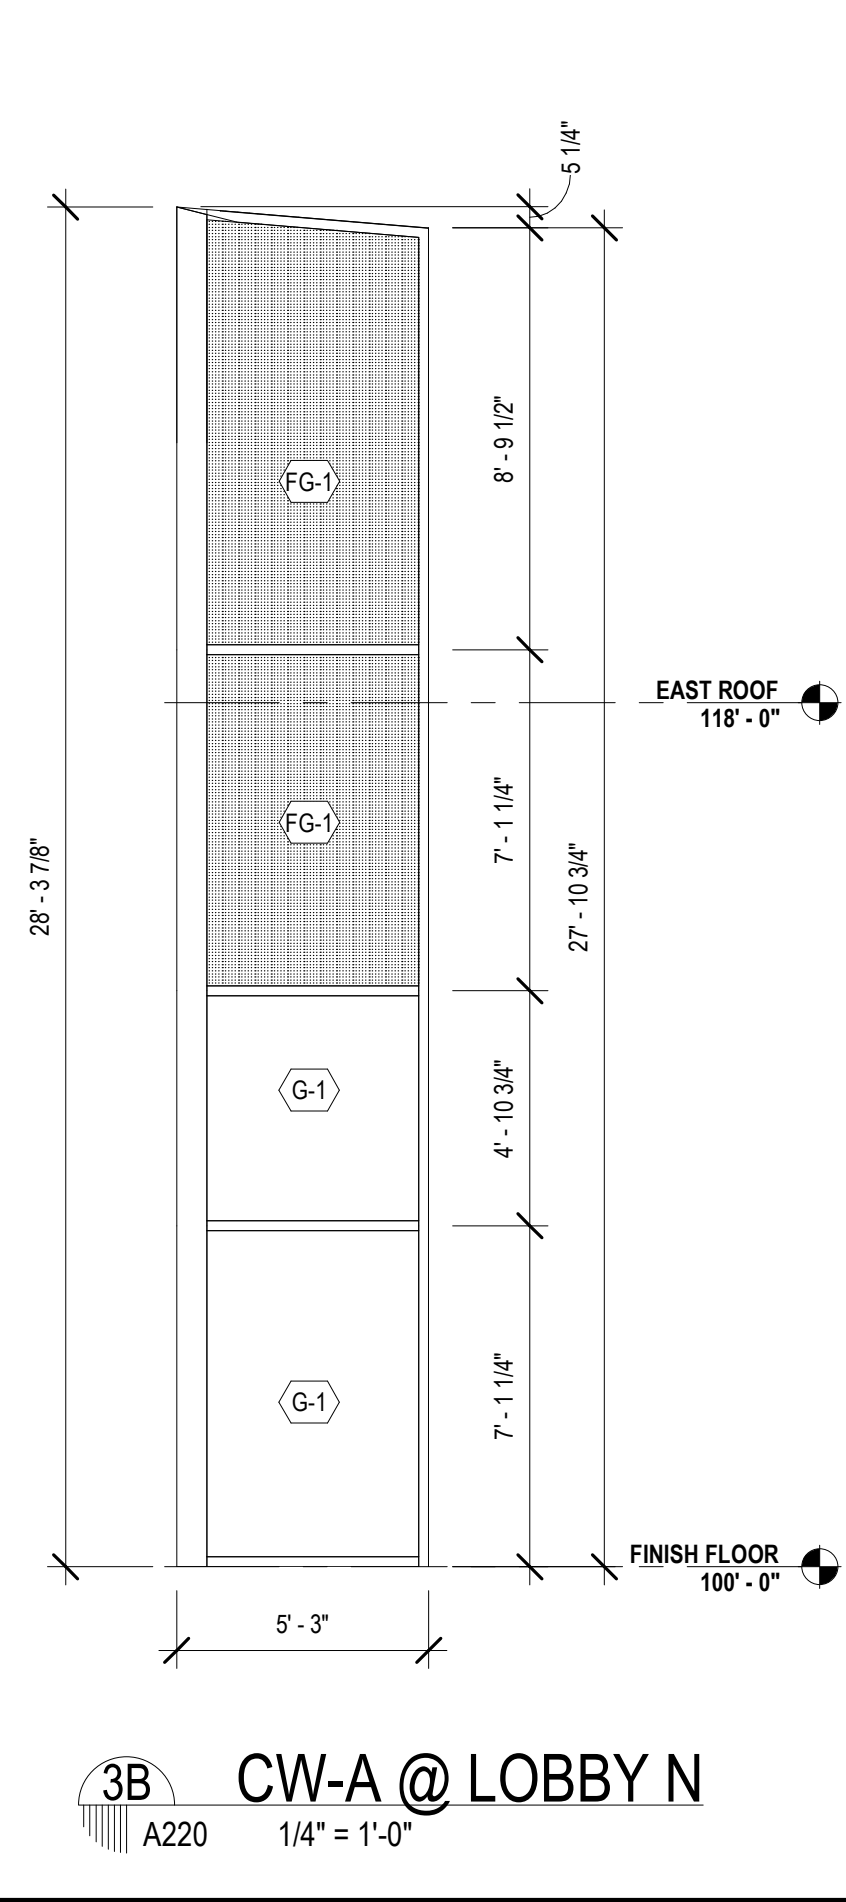 5 1/4"
8' - 9 1/2"
FG-1
EAST ROOF
118' - 0"
7' - 1 1/4"
FG-1
28' - 3 7/8"
27' - 10 3/4"
4' - 10 3/4"
G-1
7' - 1 1/4"
G-1
FINISH FLOOR
100' - 0"
5' - 3"
3B
CW-A @ LOBBY N
A220
1/4" = 1'-0"